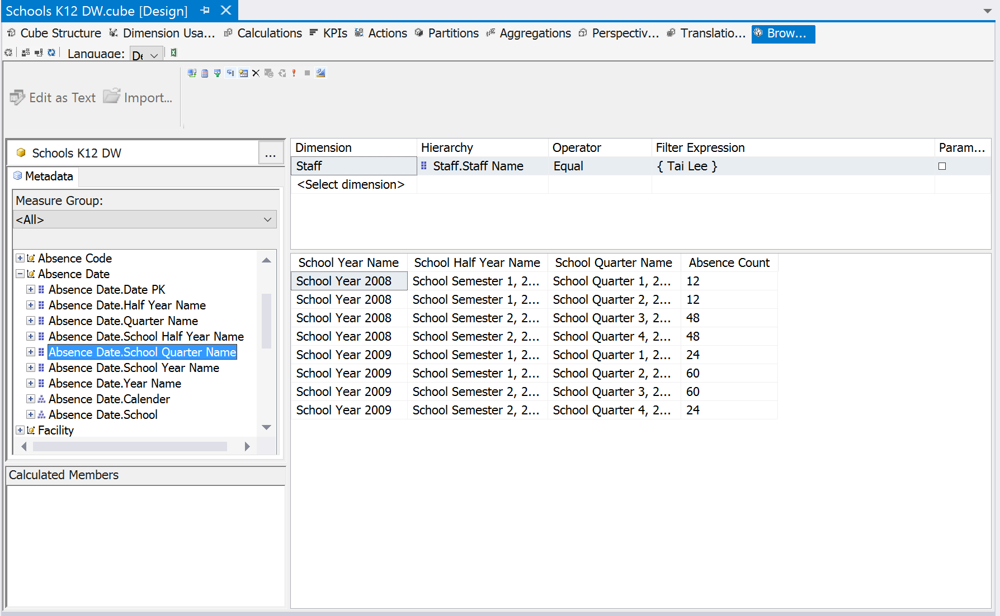 Schools K12 DW.cube [Design]
Cube Structure Dimension Usa... Calculations KPIs Actions Partitions Aggregations Perspectiv... Translatio... Brow...
Language: De
Edit as Text Import...
Schools K12 DW ...
Metadata
Measure Group:
<All>
Absence Code
Absence Date
Absence Date.Date PK
Absence Date.Half Year Name
Absence Date.Quarter Name
Absence Date.School Half Year Name
Absence Date.School Quarter Name
Absence Date.School Year Name
Absence Date.Year Name
Absence Date.Calender
Absence Date.School
Facility
Calculated Members
Dimension Hierarchy Operator Filter Expression Param...
Staff Staff.Staff Name Equal { Tai Lee }
<Select dimension>
School Year Name School Half Year Name School Quarter Name Absence Count
School Year 2008 School Semester 1, 2... School Quarter 1, 2... 12
School Year 2008 School Semester 1, 2... School Quarter 2, 2... 12
School Year 2008 School Semester 2, 2... School Quarter 3, 2... 48
School Year 2008 School Semester 2, 2... School Quarter 4, 2... 48
School Year 2009 School Semester 1, 2... School Quarter 1, 2... 24
School Year 2009 School Semester 1, 2... School Quarter 2, 2... 60
School Year 2009 School Semester 2, 2... School Quarter 3, 2... 60
School Year 2009 School Semester 2, 2... School Quarter 4, 2... 24